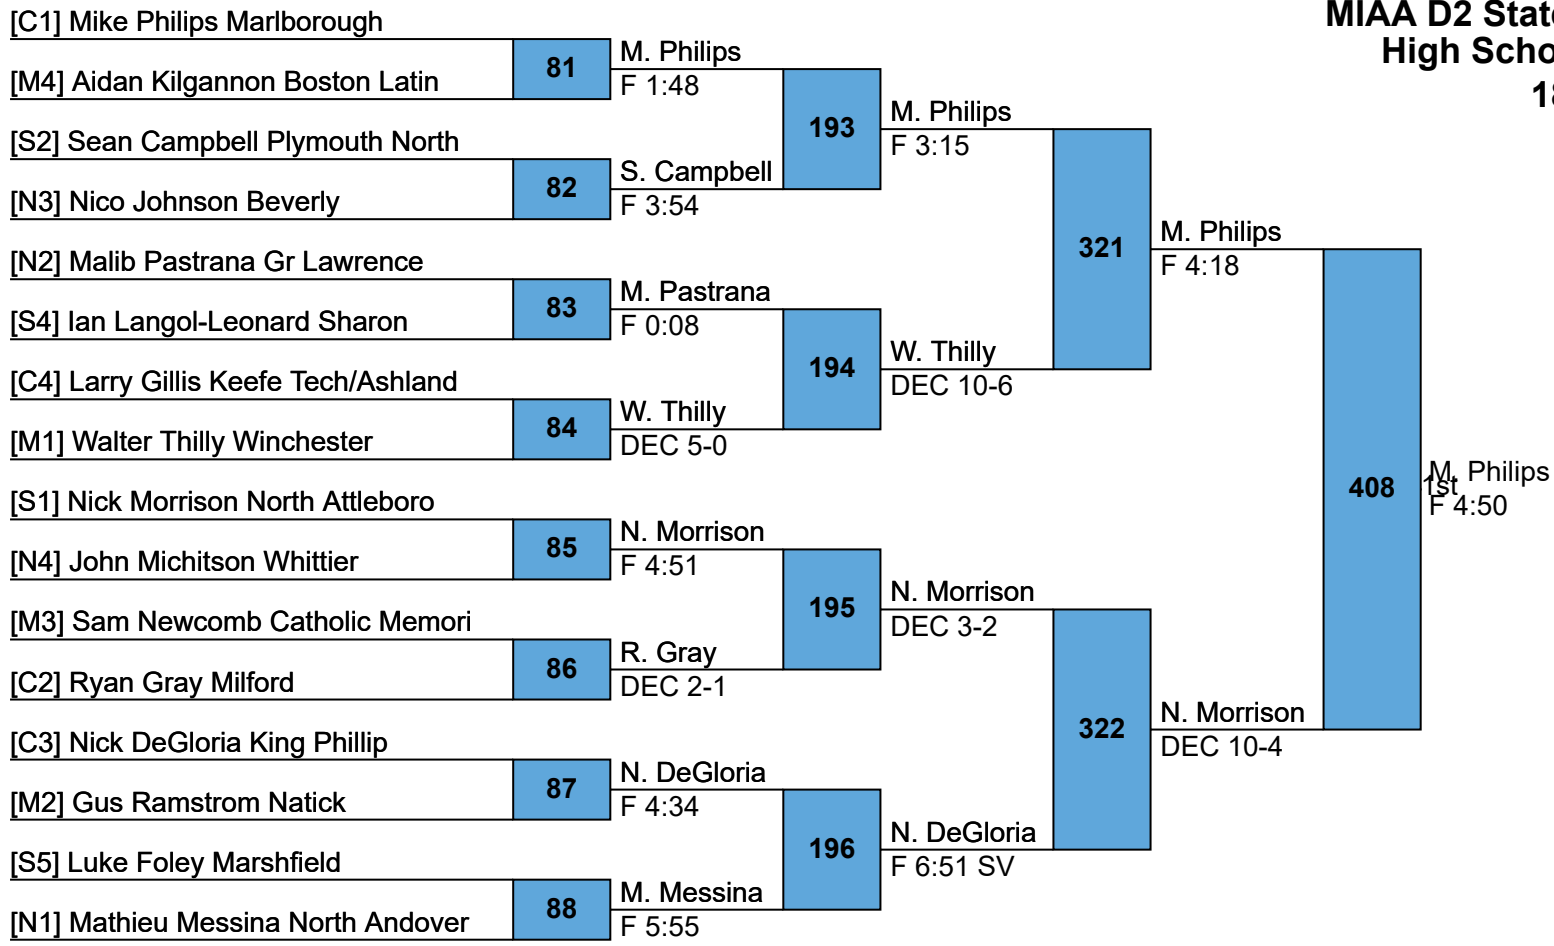 [C1] Mike Philips Marlborough
[M4] Aidan Kilgannon Boston Latin
[S2] Sean Campbell Plymouth North
[N3] Nico Johnson Beverly
[N2] Malib Pastrana Gr Lawrence
[S4] Ian Langol-Leonard Sharon
[C4] Larry Gillis Keefe Tech/Ashland
[M1] Walter Thilly Winchester
[S1] Nick Morrison North Attleboro
[N4] John Michitson Whittier
[M3] Sam Newcomb Catholic Memori
[C2] Ryan Gray Milford
[C3] Nick DeGloria King Phillip
[M2] Gus Ramstrom Natick
[S5] Luke Foley Marshfield
[N1] Mathieu Messina North Andover
81
82
83
84
85
86
87
88
M. Philips
F 1:48
S. Campbell
F 3:54
M. Pastrana
F 0:08
W. Thilly
DEC 5-0
N. Morrison
F 4:51
R. Gray
DEC 2-1
N. DeGloria
F 4:34
M. Messina
F 5:55
193
194
195
196
M. Philips
F 3:15
W. Thilly
DEC 10-6
N. Morrison
DEC 3-2
N. DeGloria
F 6:51 SV
321
322
M. Philips
F 4:18
N. Morrison
DEC 10-4
408
M. Philips
1st
F 4:50
MIAA D2 State
High Scho
18